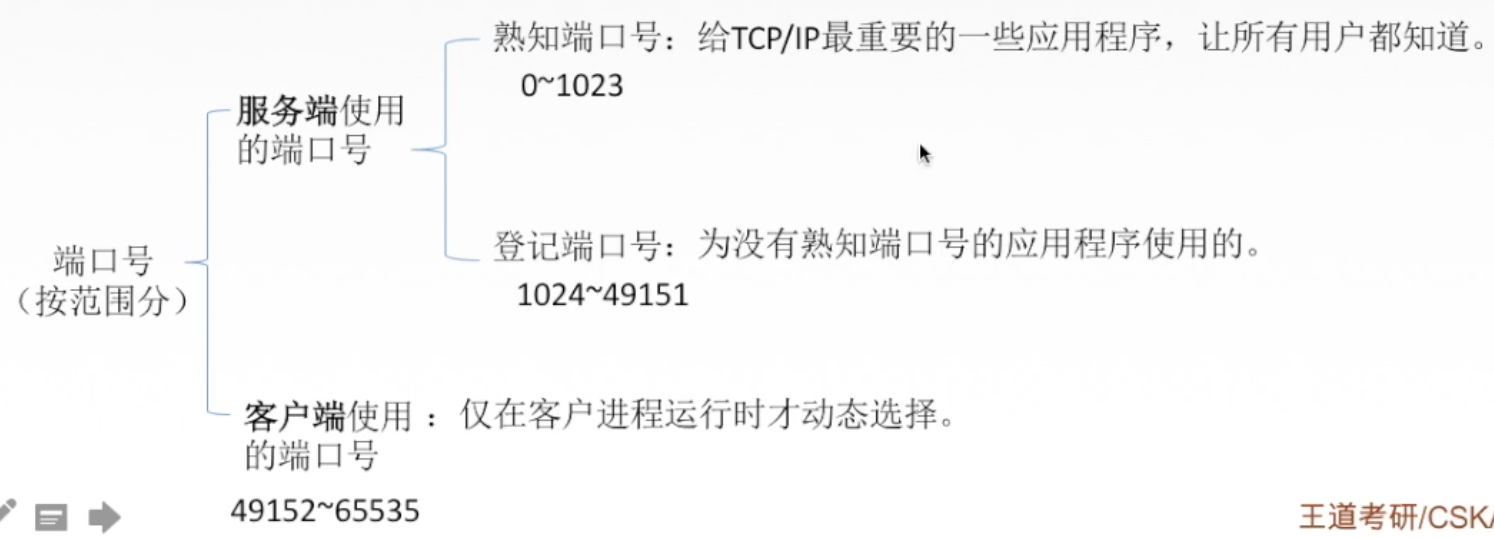 熟知端口号：给TCP/IP最重要的一些应用程序，让所有用户都知道。
0~1023
服务端使用
的端口号
登记端口号：为没有熟知端口号的应用程序使用的。
1024~49151
端口号
（按范围分）
客户端使用：仅在客户进程运行时才动态选择。
的端口号
49152~65535
王道考研/CSK/